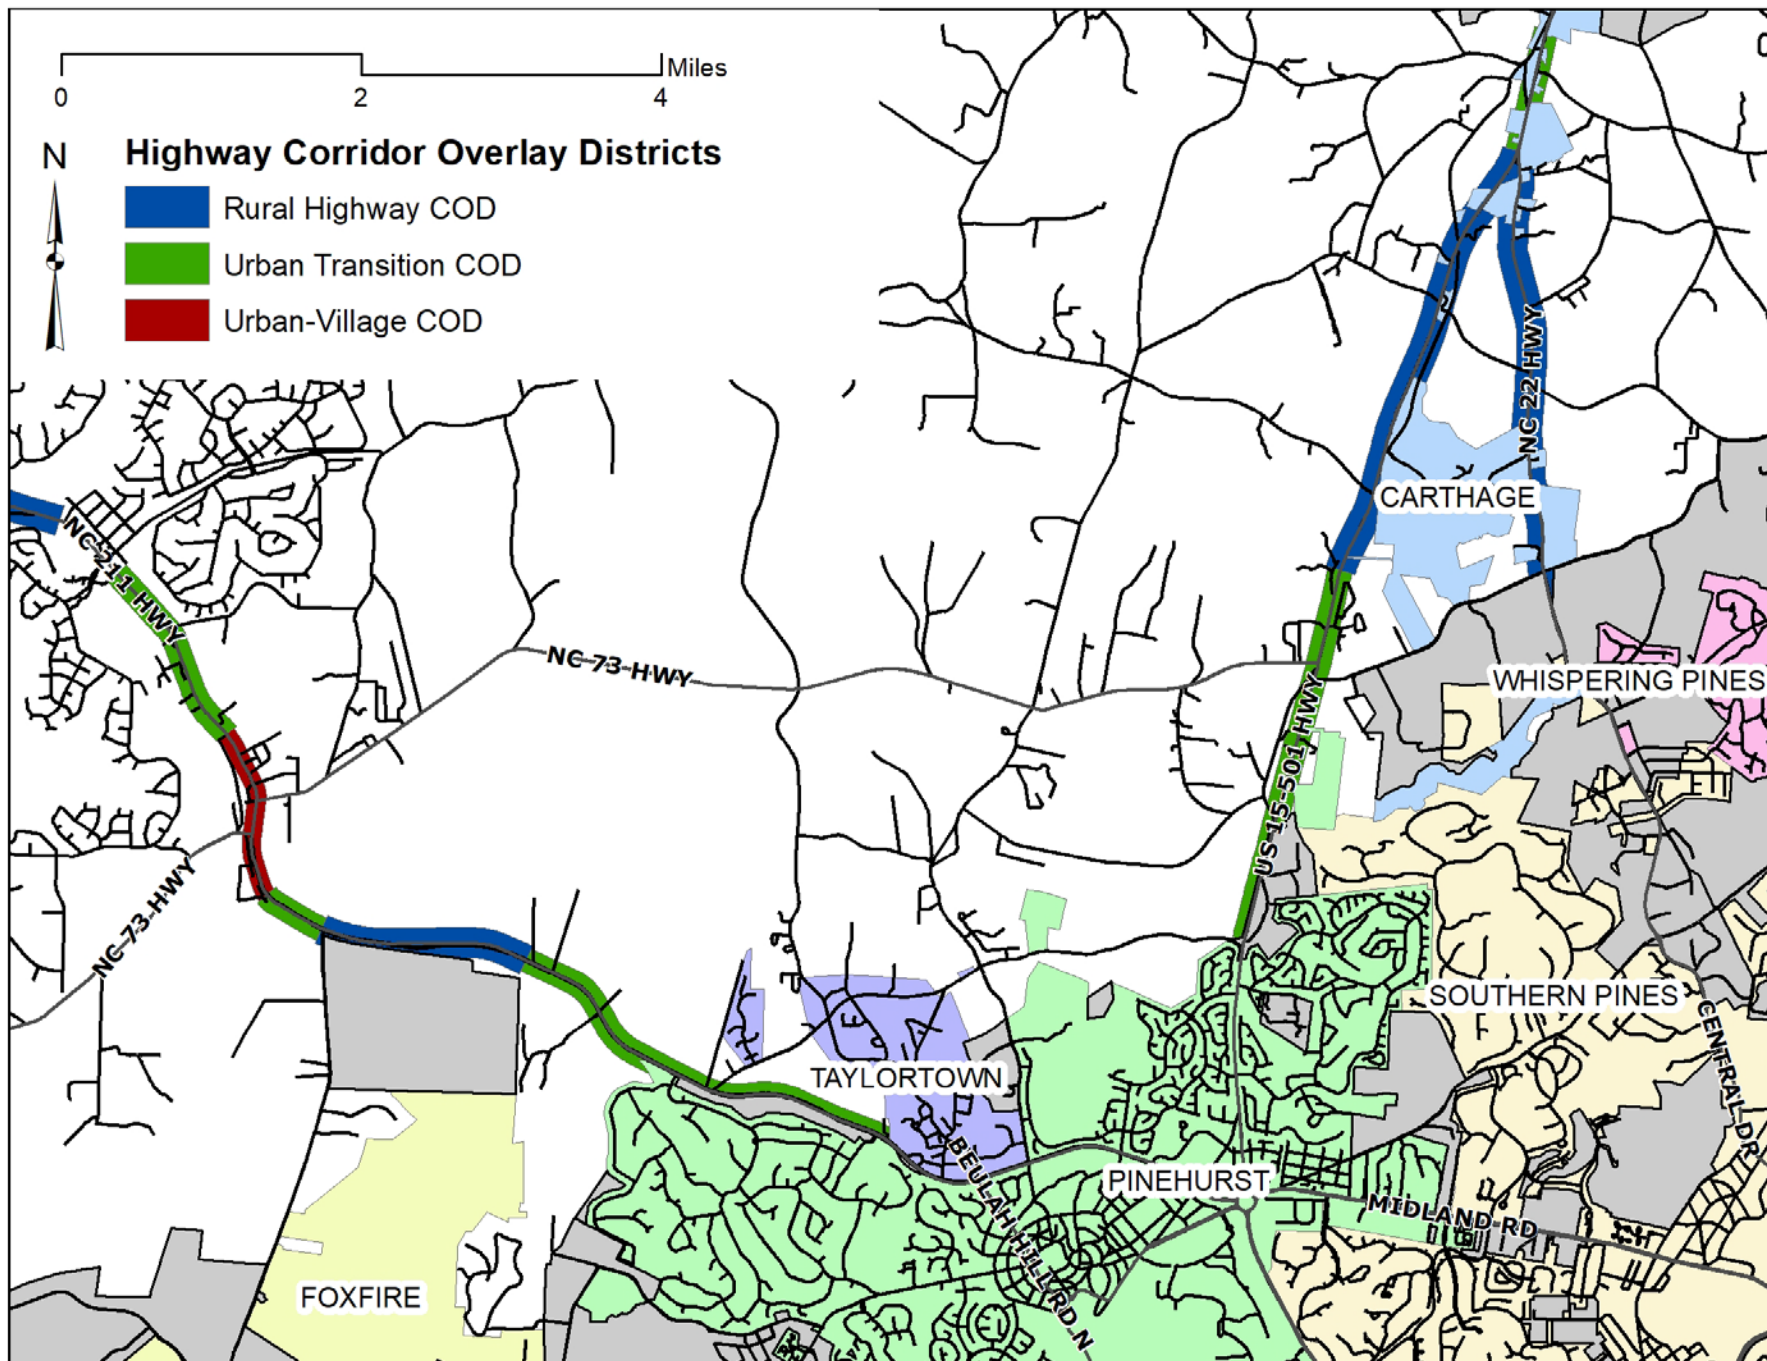 Miles
0 2 4
N
Highway Corridor Overlay Districts
Rural Highway COD
Urban Transition COD
Urban-Village COD
NC 22 HWY
CARTHAGE
NC 211 HWY
NC 73 HWY
WHISPERING PINES
US 15-501 HWY
NC 73 HWY
SOUTHERN PINES
CENTRAL DR
TAYLORTOWN
BEULAH HILL RD N
PINEHURST
MIDLAND RD
FOXFIRE